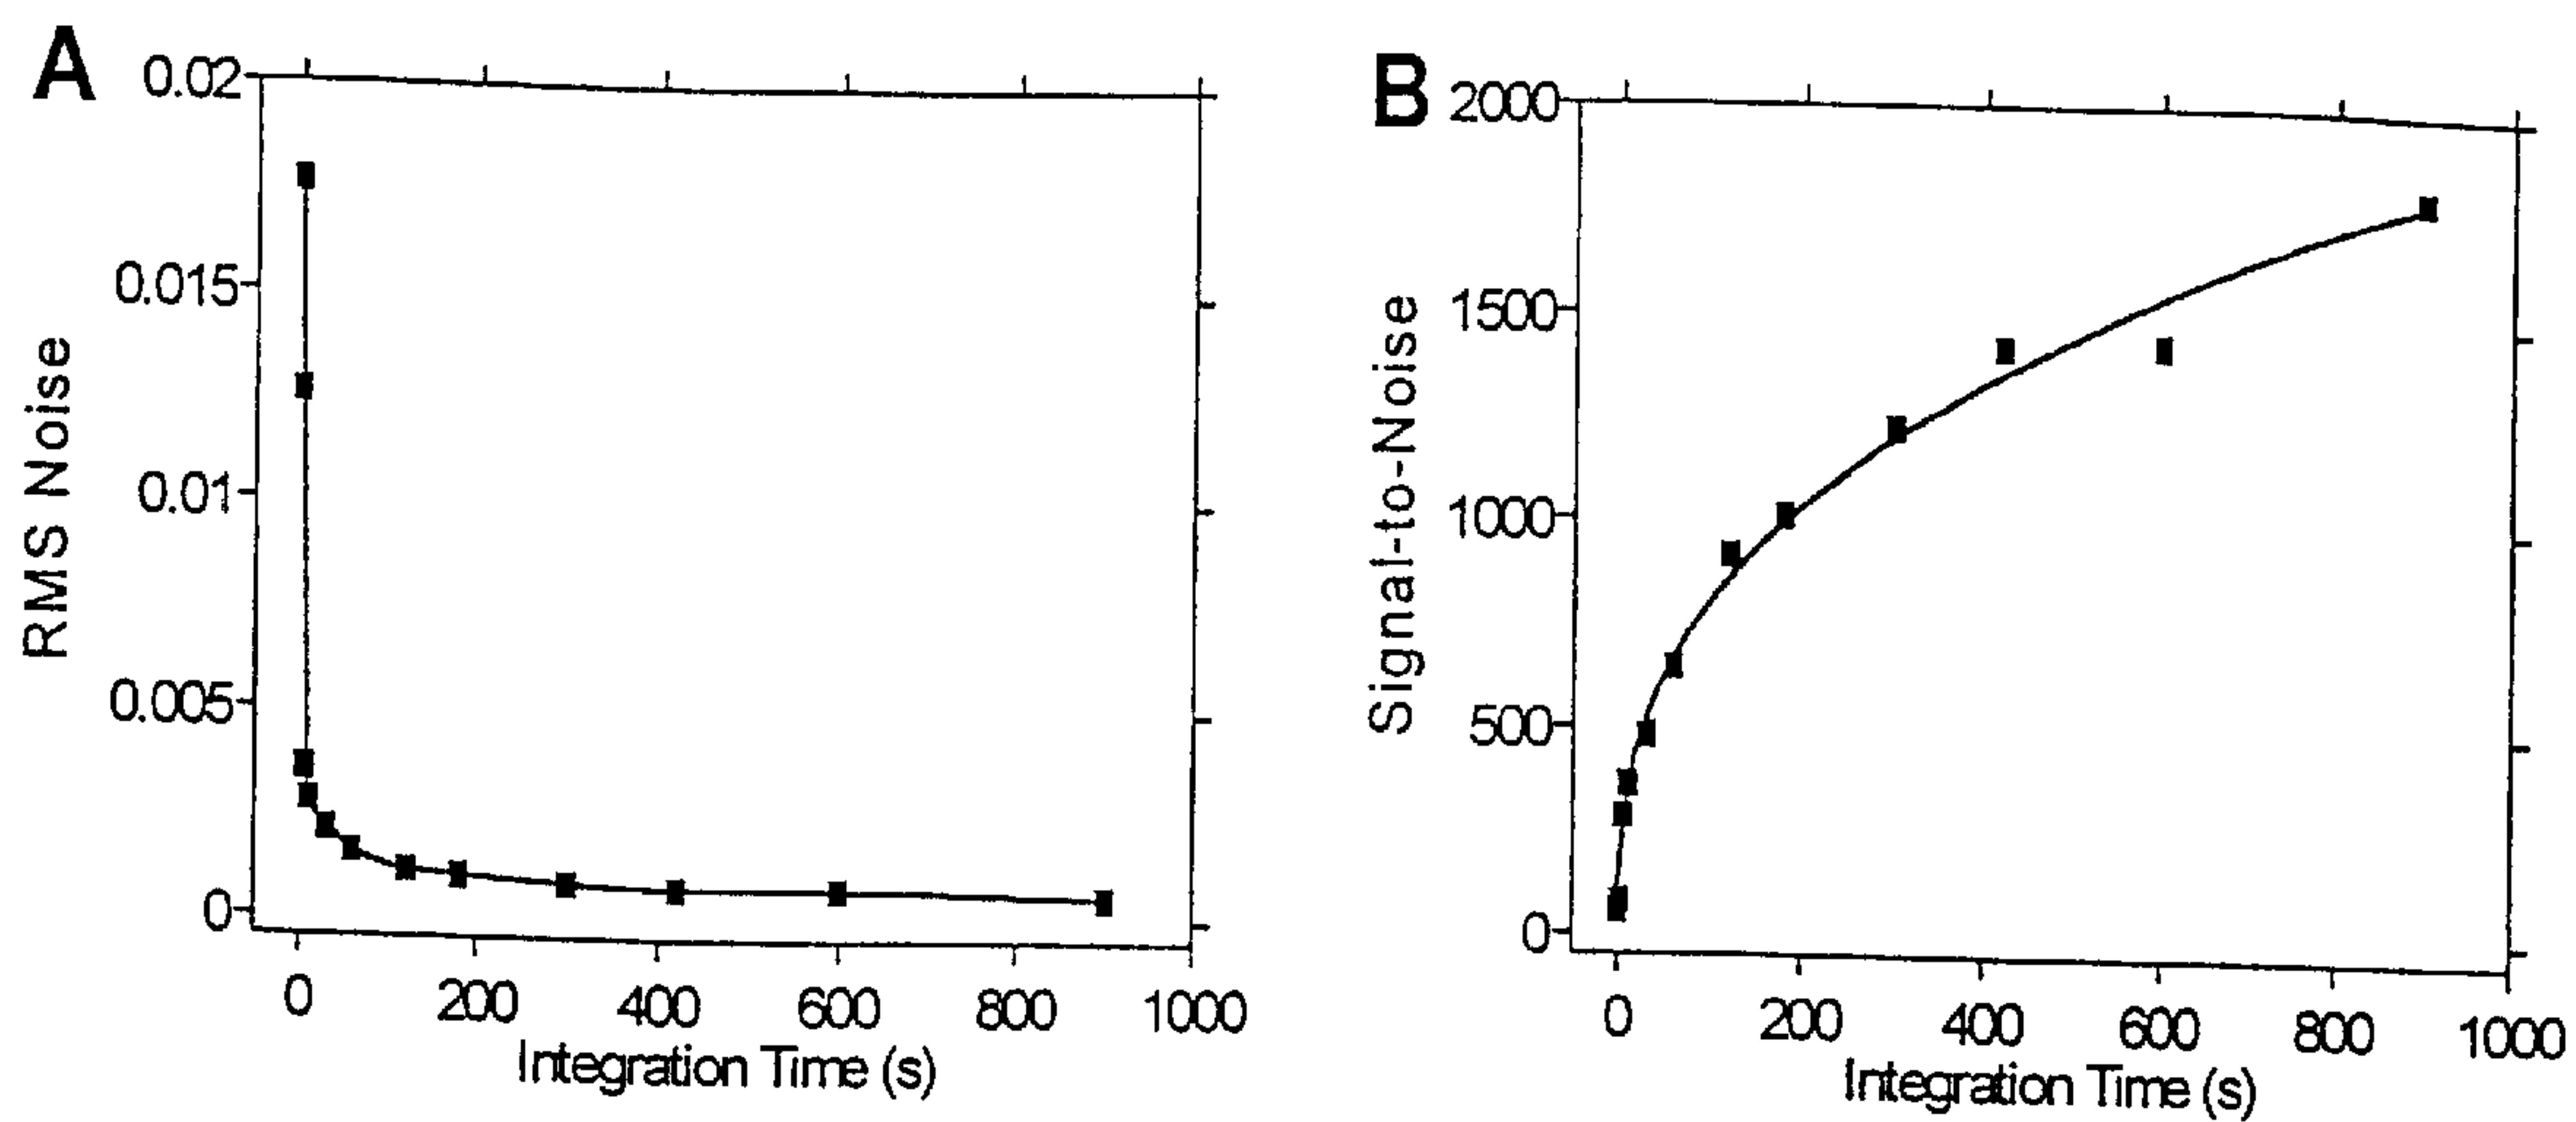 A
0.02
0.015
0.01
0.005
0
RMS Noise
0 200 400 600 800 1000
Integration Time (s)
B
2000
1500
1000
500
0
Signal-to-Noise
0 200 400 600 800 1000
Integration Time (s)